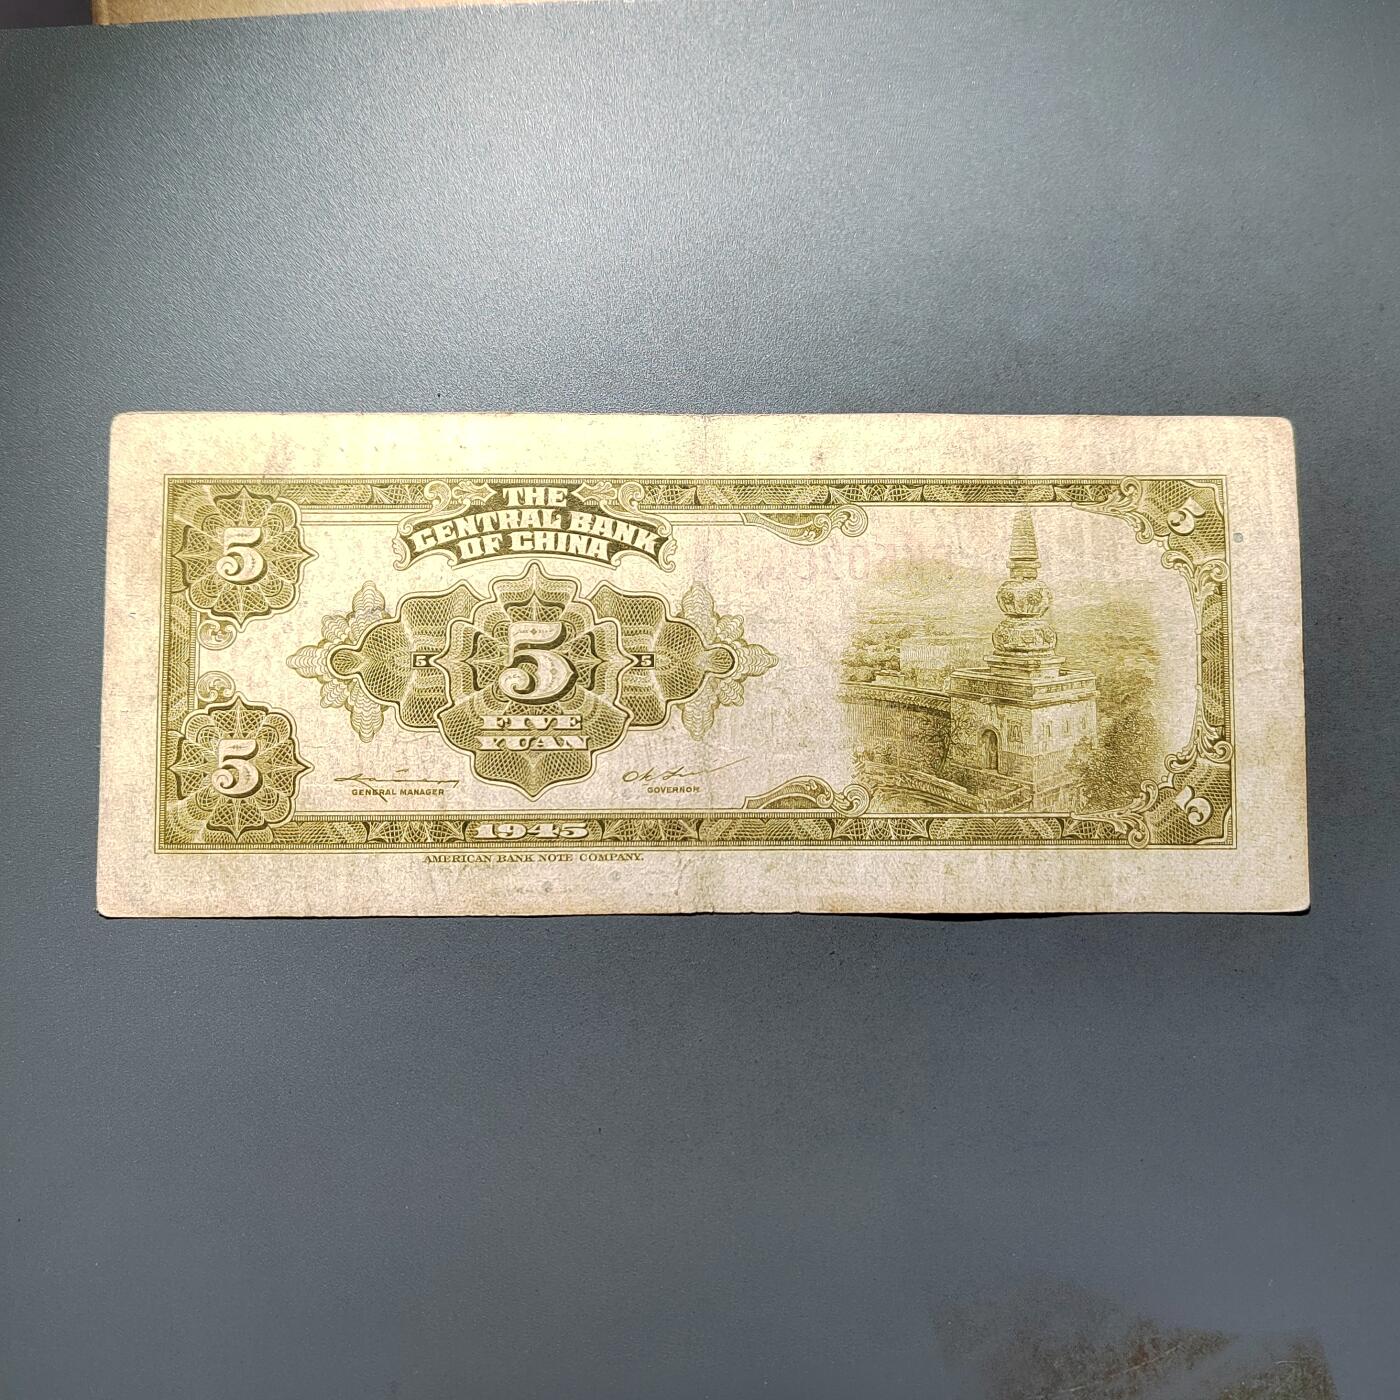 THE
CENTRAL BANK
OF CHINA
5
5
5
5
5
FIVE
YUAN
5
5
GENERAL MANAGER
GOVERNOR
1945
AMERICAN BANK NOTE COMPANY.